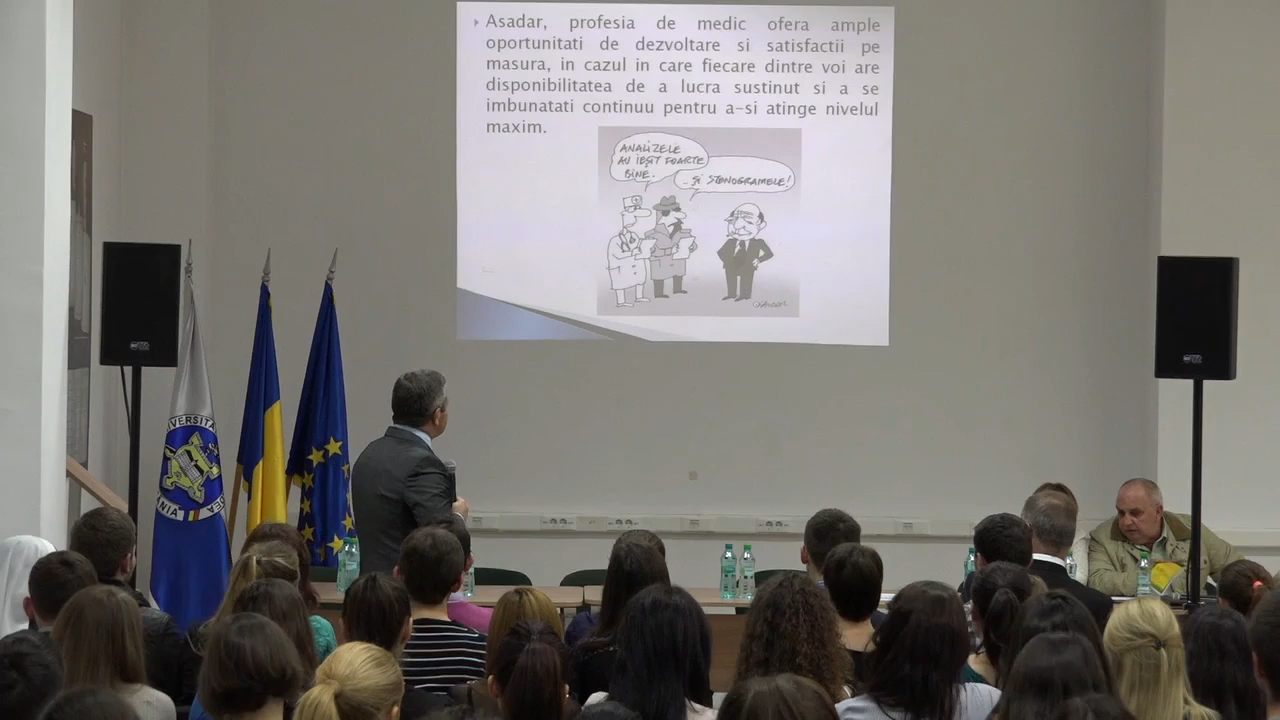 Asadar, profesia de medic ofera ample
oportunitati de dezvoltare si satisfactii pe
masura, in cazul in care fiecare dintre voi are
disponibilitatea de a lucra sustinut si a se
imbunatati continuu pentru a-si atinge nivelul
maxim.
ANALIZELE
AU IEȘIT FOARTE
BINE.
..ȘI STENOGRAMELE!